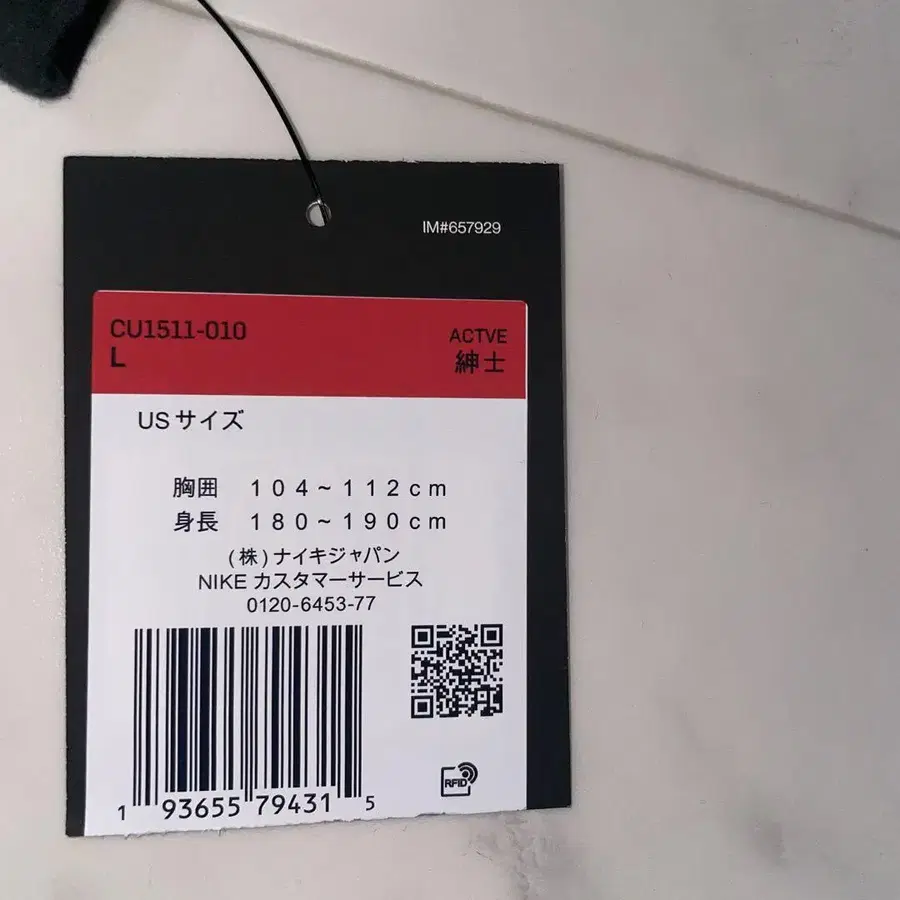 IM#657929
CU1511-010
L
ACTVE
紳士
USサイズ
胸囲 104~112cm
身長 180~190cm
(株)ナイキジャパン
NIKE カスタマーサービス
0120-6453-77
1 93655 79431 5
RFID